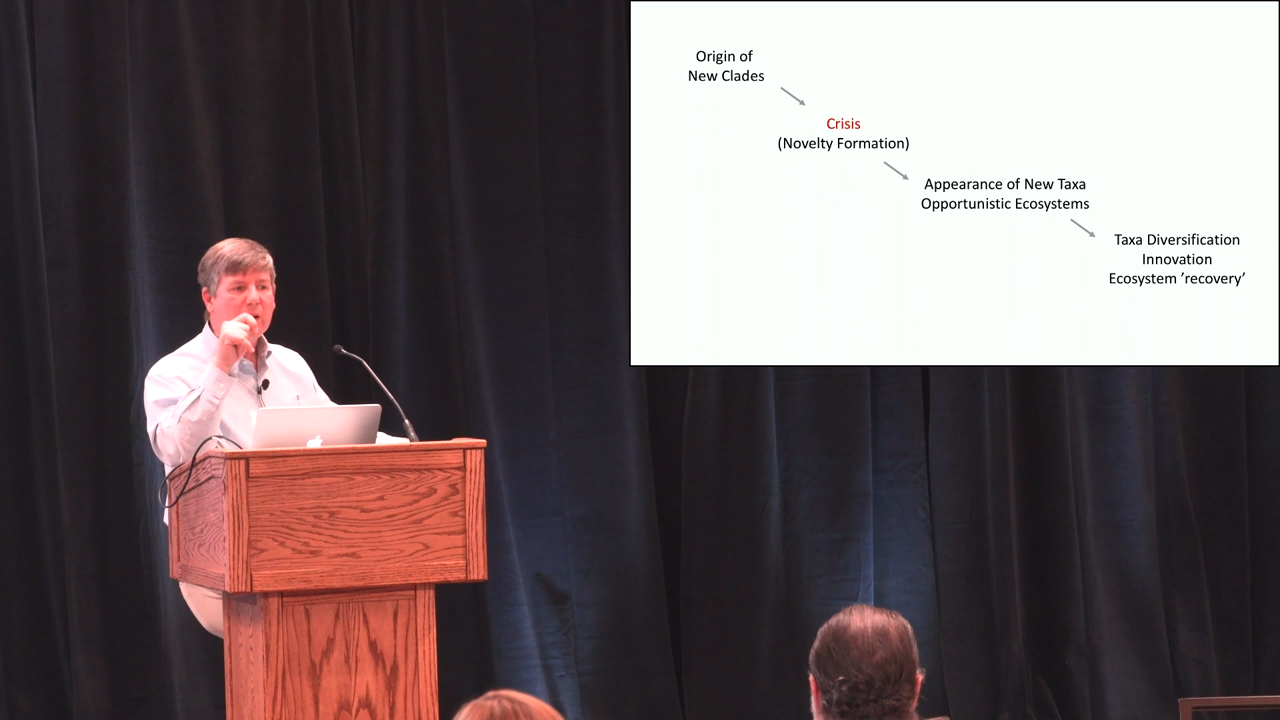 Origin of
New Clades
Crisis
(Novelty Formation)
Appearance of New Taxa
Opportunistic Ecosystems
Taxa Diversification
Innovation
Ecosystem ’recovery’